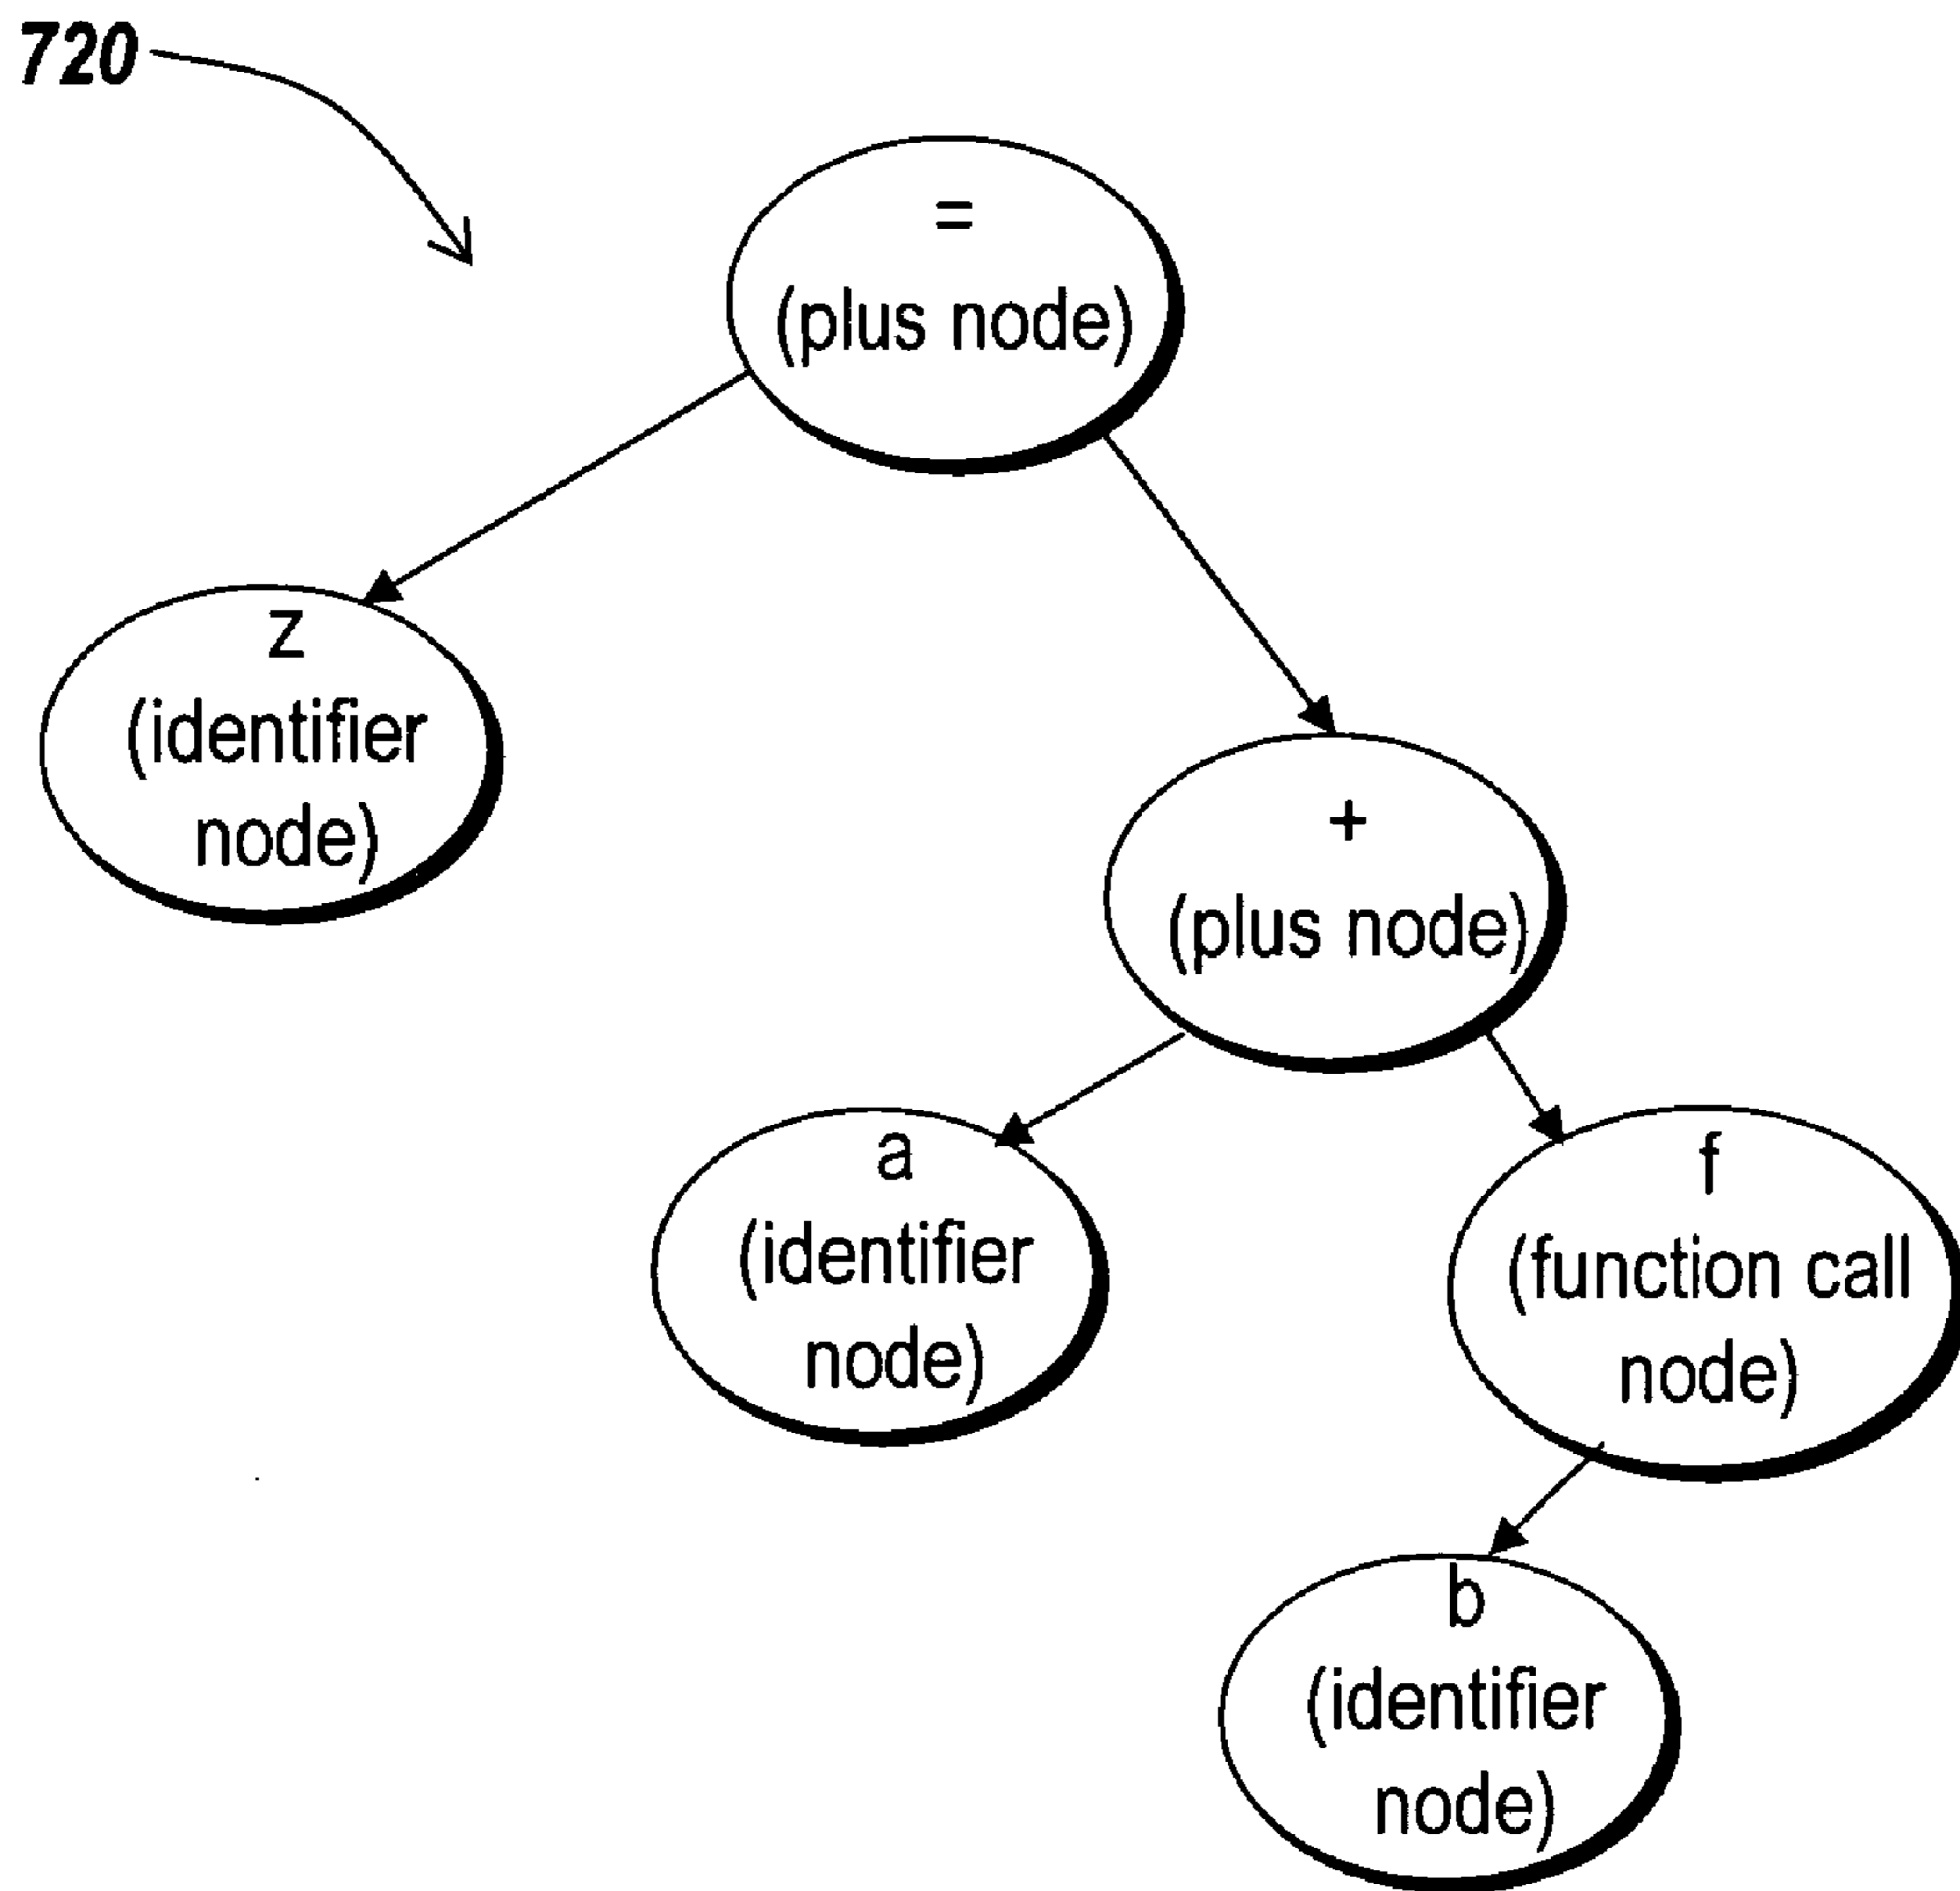 720
=
(plus node)
z
(identifier
node)
+
(plus node)
a
(identifier
node)
f
(function call
node)
b
(identifier
node)